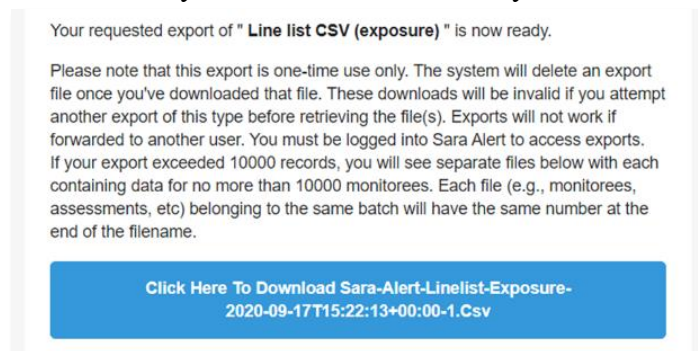 Your requested export of " Line list CSV (exposure) " is now ready.
Please note that this export is one-time use only. The system will delete an export
file once you've downloaded that file. These downloads will be invalid if you attempt
another export of this type before retrieving the file(s). Exports will not work if
forwarded to another user. You must be logged into Sara Alert to access exports.
If your export exceeded 10000 records, you will see separate files below with each
containing data for no more than 10000 monitorees. Each file (e.g., monitorees,
assessments, etc) belonging to the same batch will have the same number at the
end of the filename.
Click Here To Download Sara-Alert-Linelist-Exposure-
2020-09-17T15:22:13+00:00-1.Csv